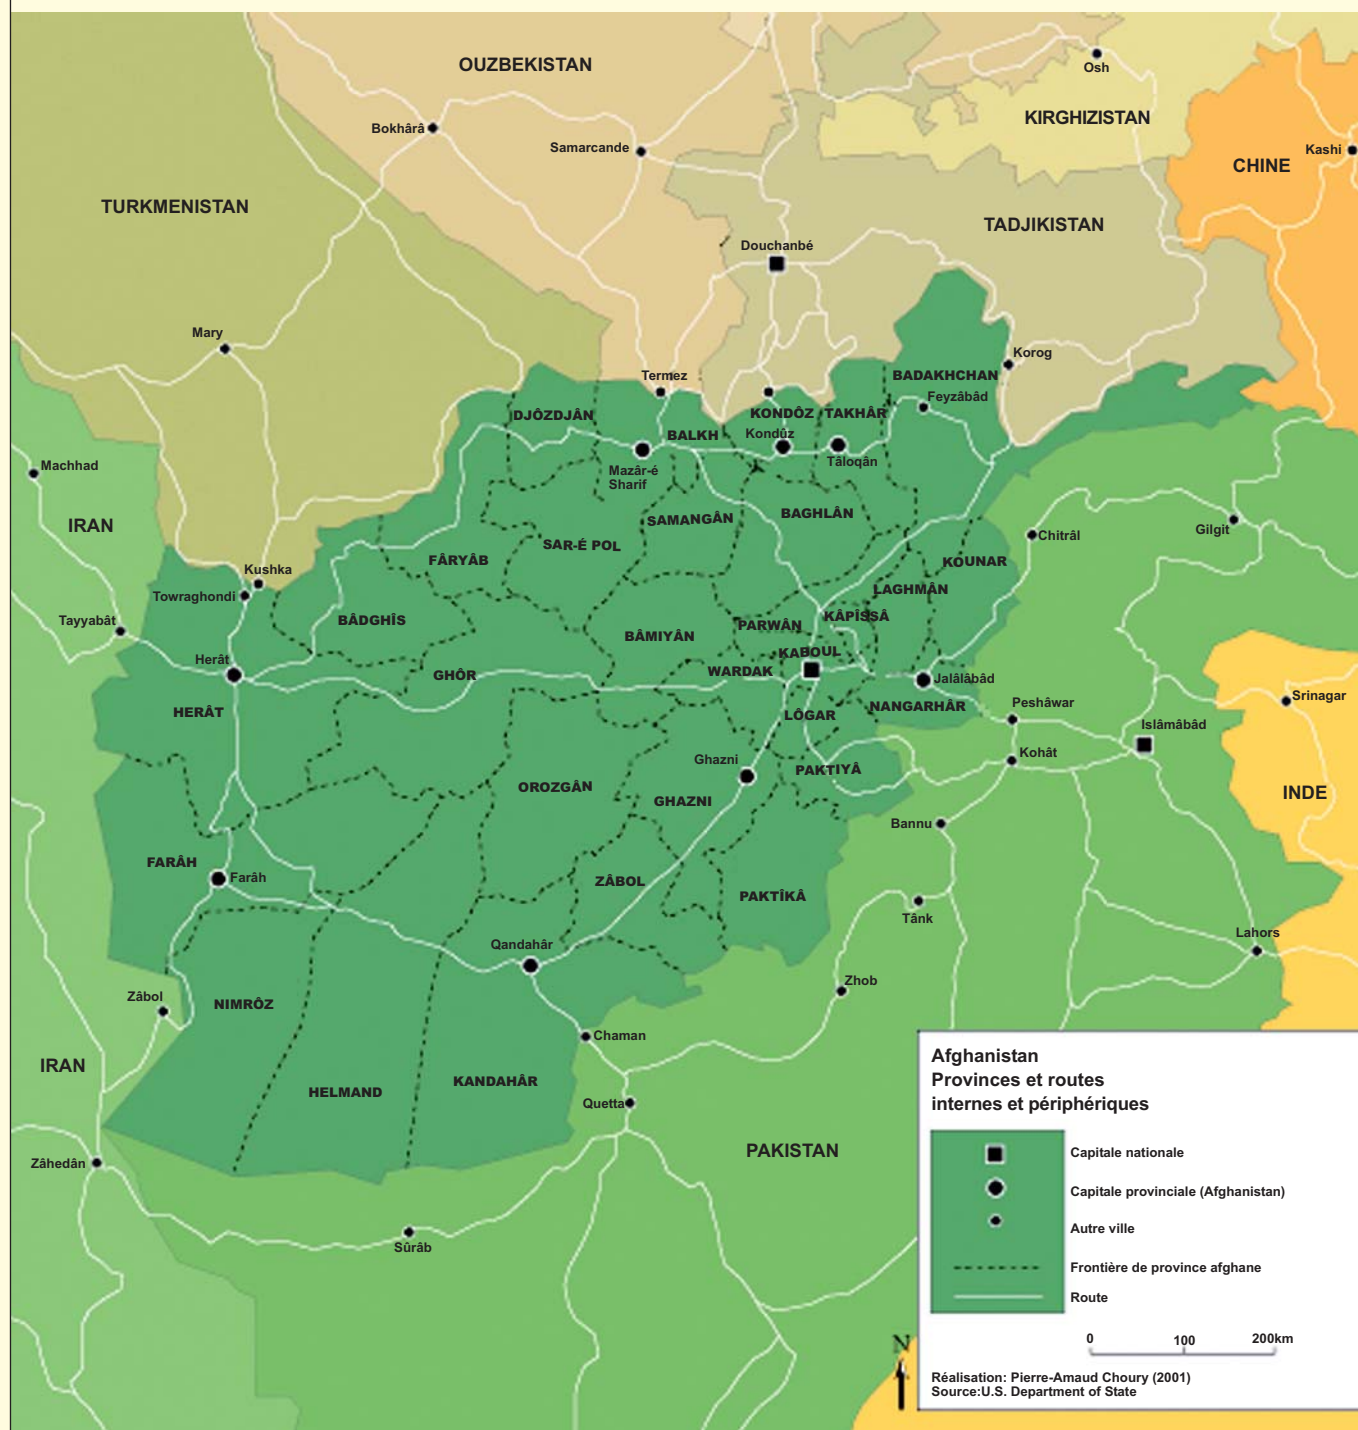 OUZBEKISTAN
Osh
KIRGHIZISTAN
Bokhârâ
Samarcande
Kashi
CHINE
TURKMENISTAN
TADJIKISTAN
Douchanbé
Mary
Korog
Termez
BADAKHCHAN
Feyzâbâd
DJÔZDJÂN
BALKH
KONDÔZ
TAKHÂR
Kondûz
Mazâr-é
Sharif
Tâloqân
Machhad
IRAN
SAMANGÂN
BAGHLÂN
Chitrâl
Gilgit
SAR-É POL
FÂRYÂB
KOUNAR
Kushka
Towraghondi
LAGHMÂN
Tayyabât
BÂDGHÎS
BÂMIYÂN
PARWÂN
KÂPÎSSÂ
KABOUL
Herât
GHÔR
WARDAK
Jalâlâbâd
HERÂT
LÔGAR
NANGARHÂR
Peshâwar
Srinagar
Islâmâbâd
Kohât
Ghazni
PAKTIYÂ
OROZGÂN
GHAZNI
INDE
Bannu
FARÂH
Farâh
ZÂBOL
PAKTÎKÂ
Tânk
Lahors
Qandahâr
Zhob
Zâbol
NIMRÔZ
Chaman
IRAN
HELMAND
KANDAHÂR
Quetta
PAKISTAN
Zâhedân
Sûrâb
Afghanistan
Provinces et routes
internes et périphériques
Capitale nationale
Capitale provinciale (Afghanistan)
Autre ville
Frontière de province afghane
Route
0 100 200km
N
Réalisation: Pierre-Amaud Choury (2001)
Source:U.S. Department of State